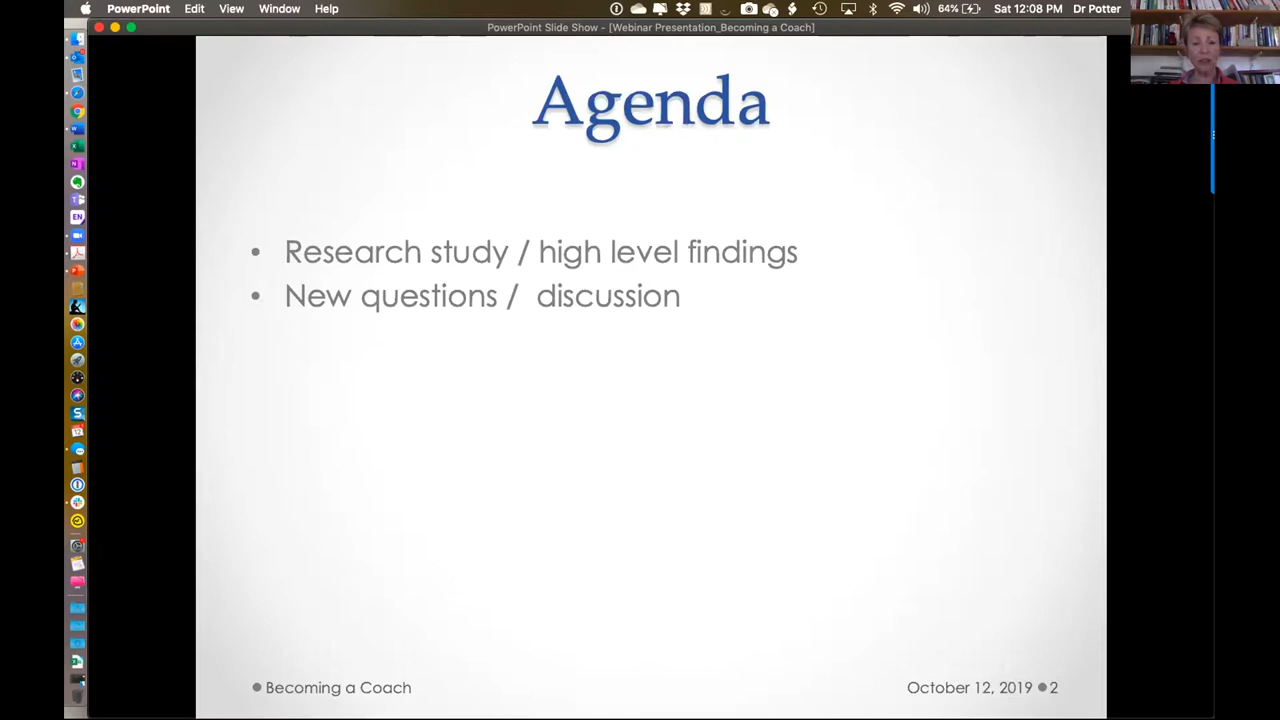 PowerPoint Edit View Window Help 64% Sat 12:08 PM Dr Potter
PowerPoint Slide Show - [Webinar Presentation_Becoming a Coach]
Agenda
• Research study / high level findings
• New questions / discussion
EN
Becoming a Coach October 12, 2019 2